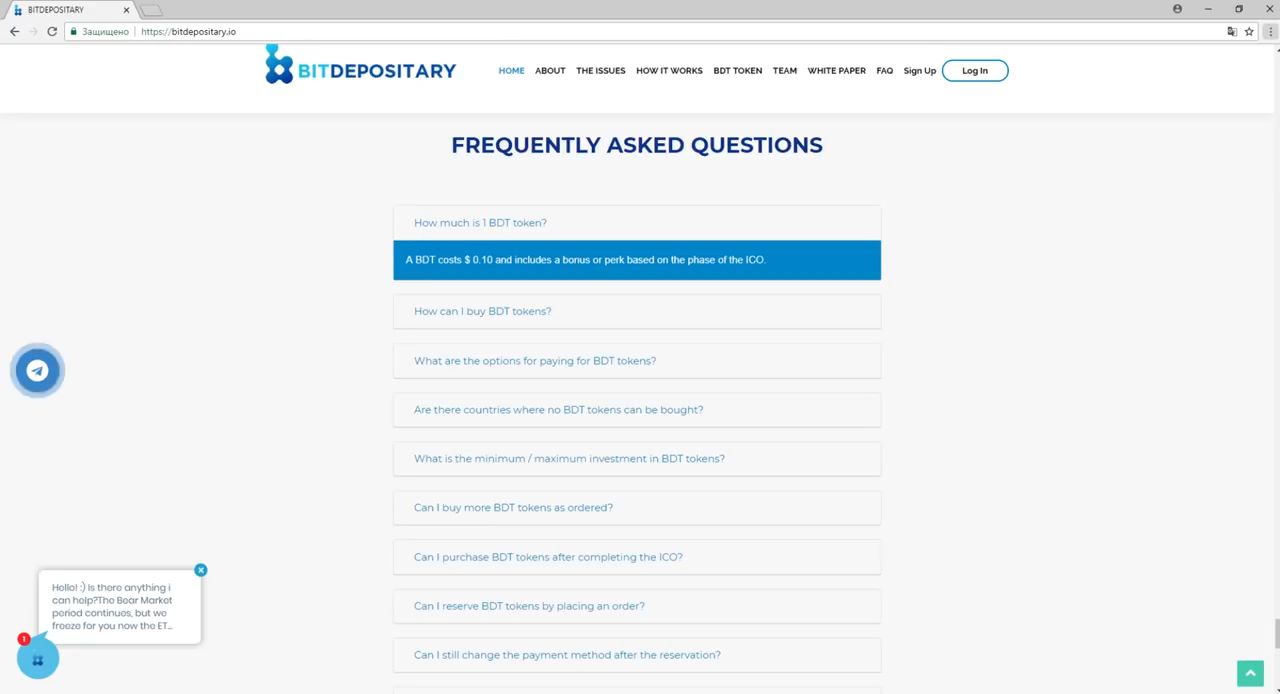 BITDEPOSITARY
Защищено
https://bitdepositary.io
BITDEPOSITARY
HOME ABOUT THE ISSUES HOW IT WORKS BDT TOKEN TEAM WHITE PAPER FAQ Sign Up Log In
FREQUENTLY ASKED QUESTIONS
How much is 1 BDT token?
A BDT costs $ 0.10 and includes a bonus or perk based on the phase of the ICO.
How can I buy BDT tokens?
What are the options for paying for BDT tokens?
Are there countries where no BDT tokens can be bought?
What is the minimum / maximum investment in BDT tokens?
Can I buy more BDT tokens as ordered?
Can I purchase BDT tokens after completing the ICO?
Can I reserve BDT tokens by placing an order?
Can I still change the payment method after the reservation?
Hello! :) Is there anything i
can help?The Bear Market
period continues, but we
freeze for you now the ET...
1